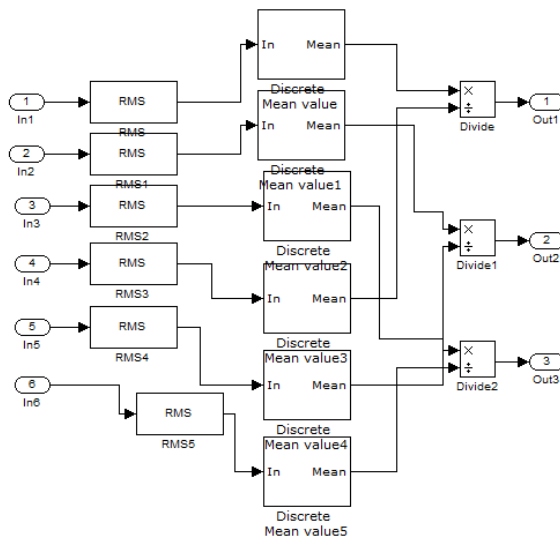 In Mean
Discrete
Mean value
1
In1
RMS
RMS
×
÷
Divide
1
Out1
2
In2
RMS
RMS1
In Mean
Discrete
Mean value1
3
In3
RMS
RMS2
In Mean
Discrete
Mean value2
×
÷
Divide1
2
Out2
4
In4
RMS
RMS3
In Mean
Discrete
Mean value3
5
In5
RMS
RMS4
In Mean
Discrete
Mean value4
×
÷
Divide2
3
Out3
6
In6
RMS
RMS5
In Mean
Discrete
Mean value5